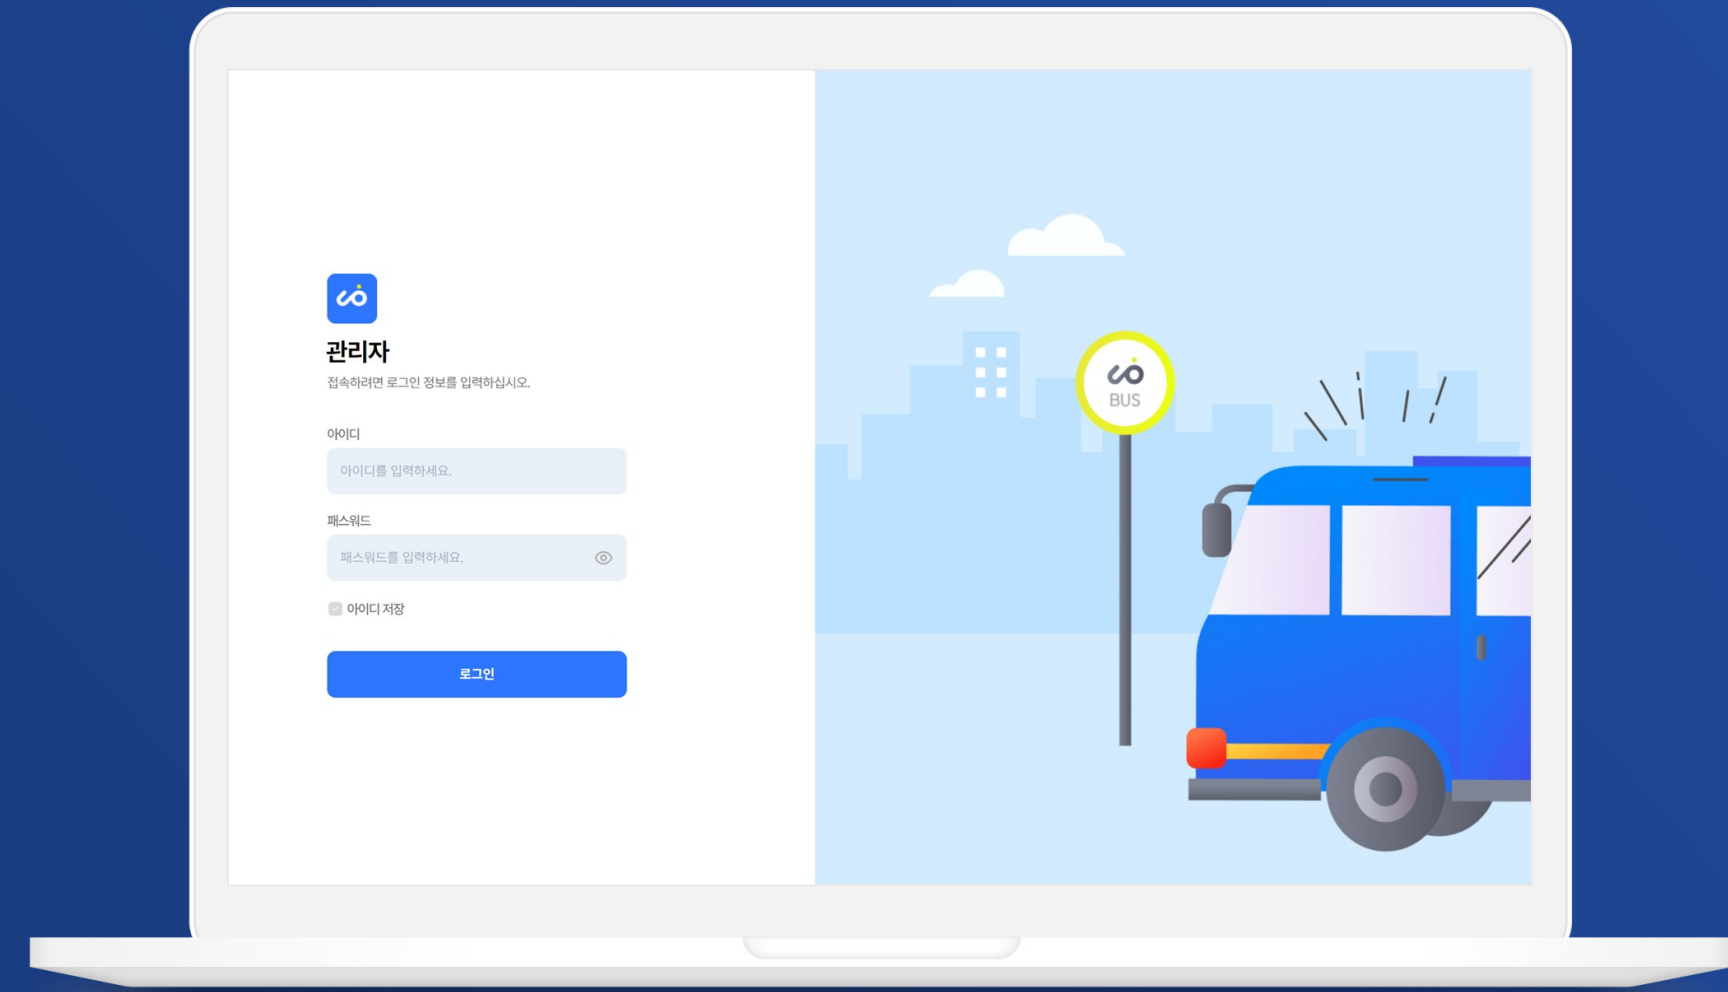 관리자
접속하려면 로그인 정보를 입력하십시오.
아이디
아이디를 입력하세요.
패스워드
패스워드를 입력하세요.
아이디 저장
로그인
BUS